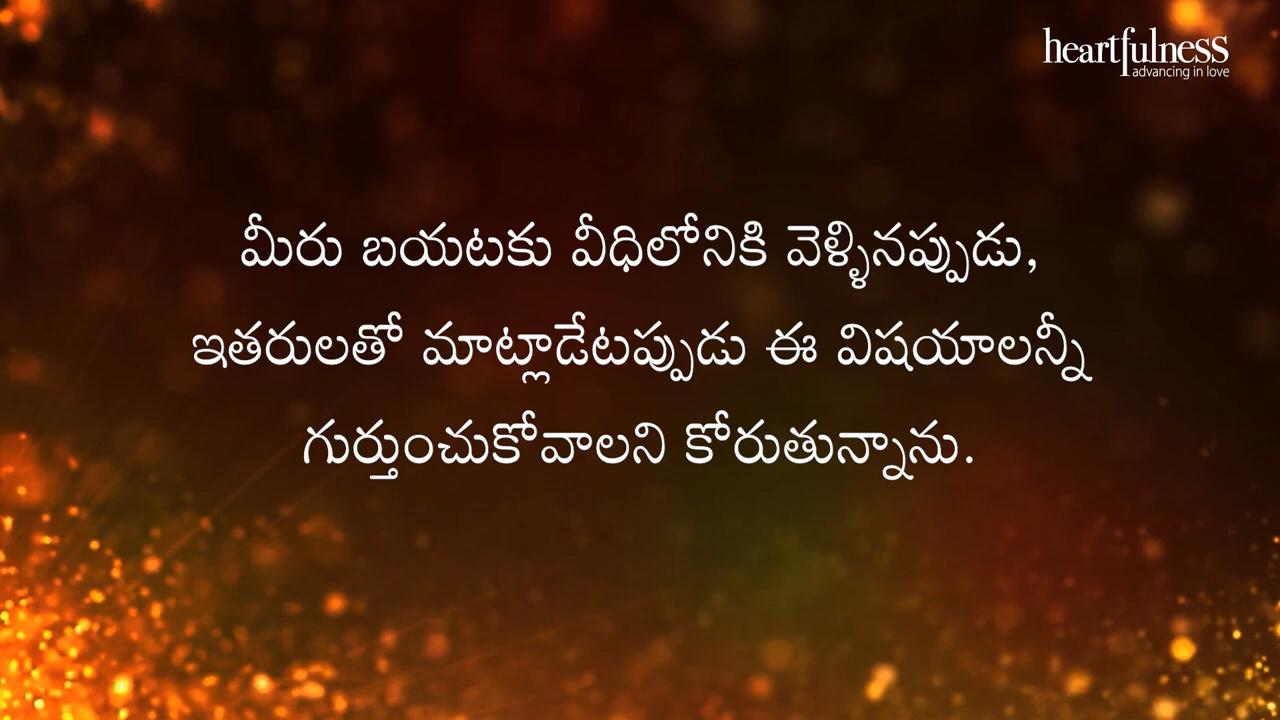 heartfulness
advancing in love
మీరు బయటకు వీధిలోనికి వెళ్ళినప్పుడు,
ఇతరులతో మాట్లాడేటప్పుడు ఈ విషయాలన్నీ
గుర్తుంచుకోవాలని కోరుతున్నాను.